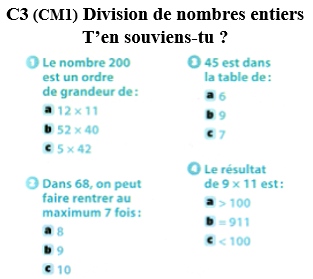 C3 (CM1) Division de nombres entiers
T'en souviens-tu ?
1 Le nombre 200
est un ordre
de grandeur de :
a 12 × 11
b 52 × 40
c 5 × 42
2 Dans 68, on peut
faire rentrer au
maximum 7 fois :
a 8
b 9
c 10
3 45 est dans
la table de :
a 6
b 9
c 7
4 Le résultat
de 9 × 11 est :
a > 100
b = 911
c < 100